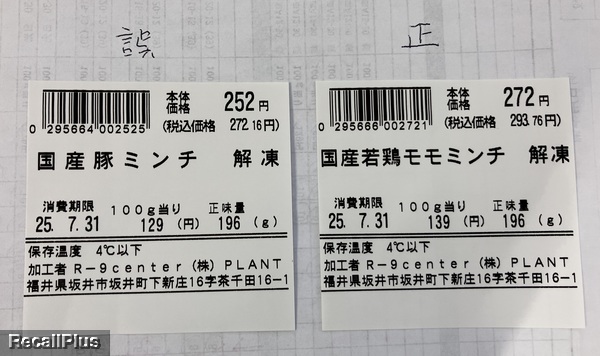 誤
本体価格 252円
0 295664 002525
(税込価格 272.16円)
国産豚ミンチ 解凍
消費期限 100g当り 正味量
25. 7.31 129 (円) 196 (g)
保存温度 4℃以下
加工者 R-9center (株) PLANT
福井県坂井市坂井町下新庄16字茶千田16-1
正
本体価格 272円
0 295666 002721
(税込価格 293.76円)
国産若鶏モモミンチ 解凍
消費期限 100g当り 正味量
25. 7.31 139 (円) 196 (g)
保存温度 4℃以下
加工者 R-9center (株) PLANT
福井県坂井市坂井町下新庄16字茶千田16-1
RecallPlus